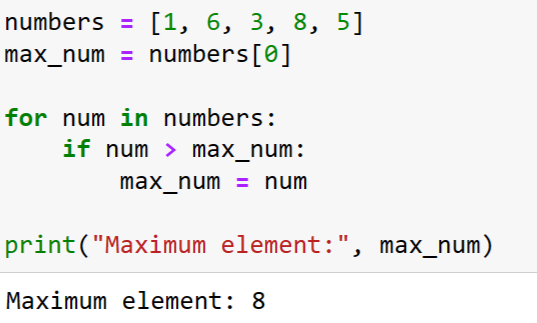 numbers = [1, 6, 3, 8, 5]
max_num = numbers[0]

for num in numbers:
    if num > max_num:
        max_num = num

print("Maximum element:", max_num)
Maximum element: 8